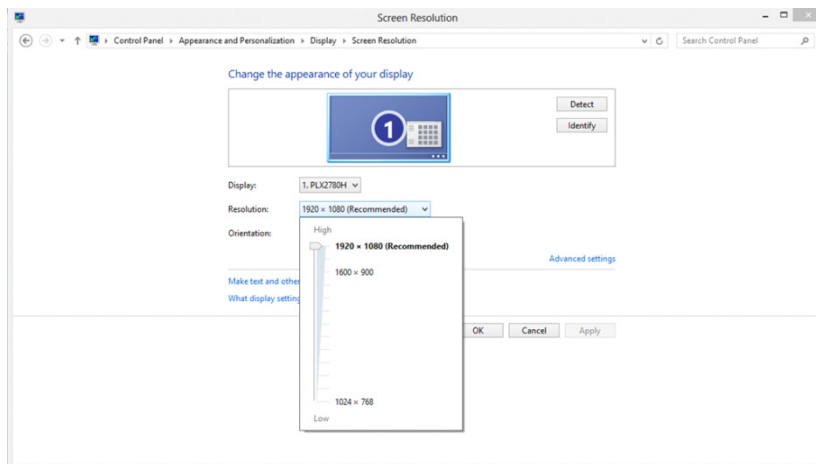 Screen Resolution
Control Panel Appearance and Personalization Display Screen Resolution
Search Control Panel
Change the appearance of your display
1
Detect
Identify
Display: 1. PLX2780H
Resolution: 1920 × 1080 (Recommended)
Orientation:
High
1920 × 1080 (Recommended)
1600 × 900
1024 × 768
Low
Advanced settings
Make text and other
What display setting
OK Cancel Apply